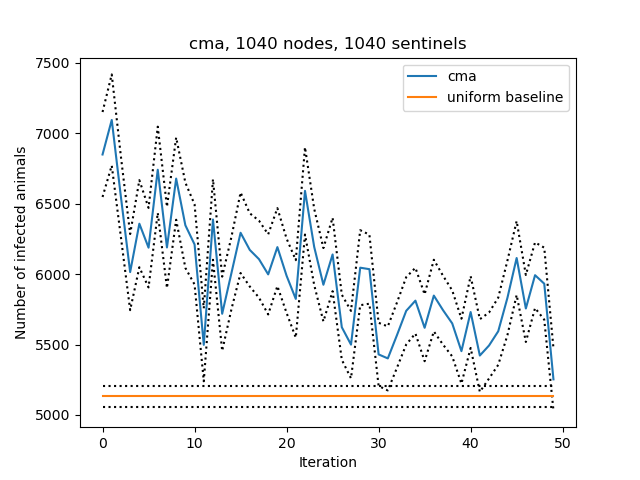 cma, 1040 nodes, 1040 sentinels
cma
uniform baseline
Number of infected animals
7500
7000
6500
6000
5500
5000
0 10 20 30 40 50
Iteration